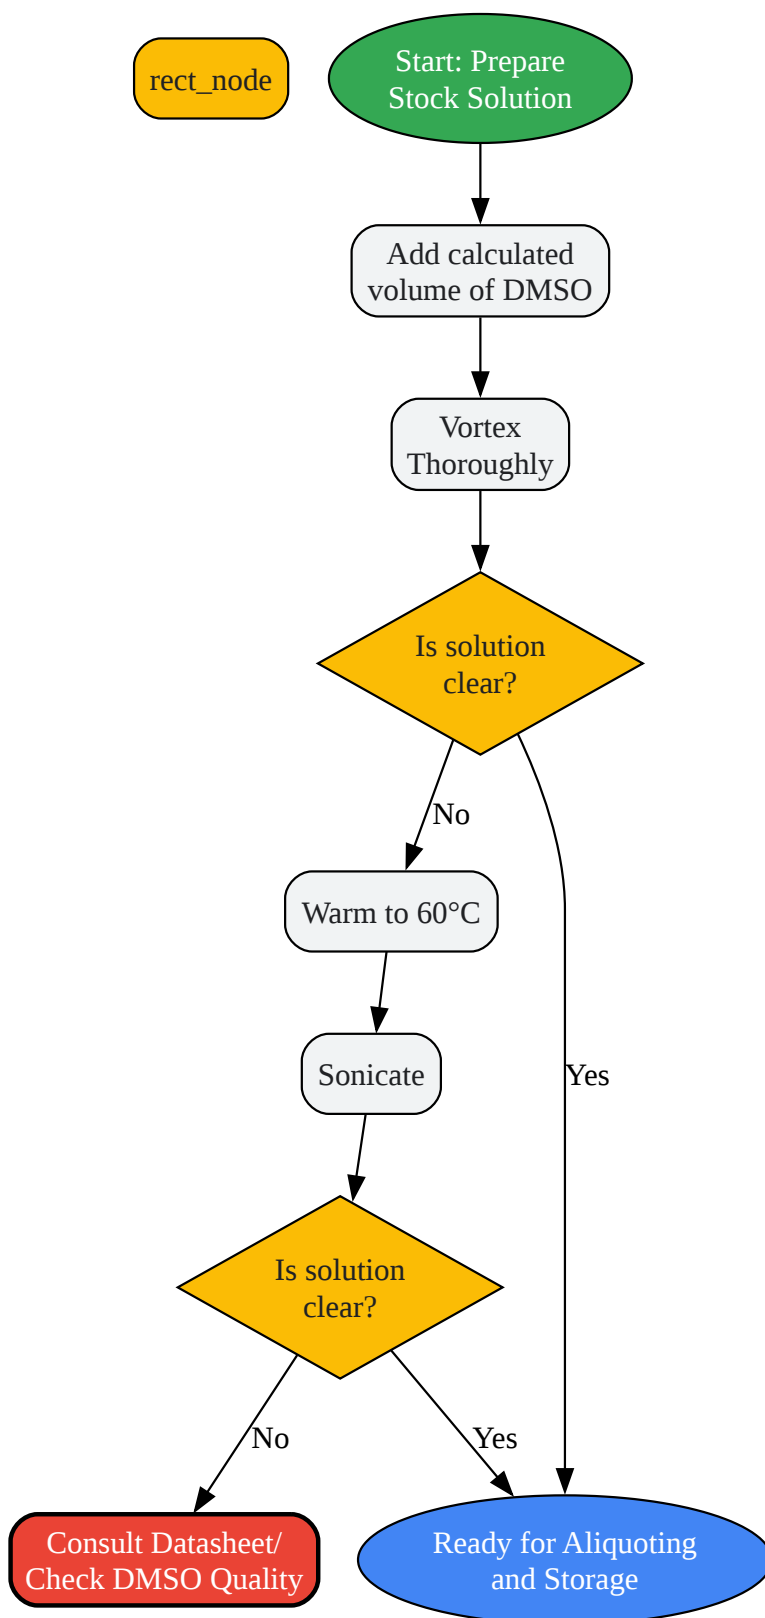 rect_node
Start: Prepare
Stock Solution
Add calculated
volume of DMSO
Vortex
Thoroughly
Is solution
clear?
No
Warm to 60°C
Sonicate
Yes
Is solution
clear?
No
Yes
Consult Datasheet/
Check DMSO Quality
Ready for Aliquoting
and Storage